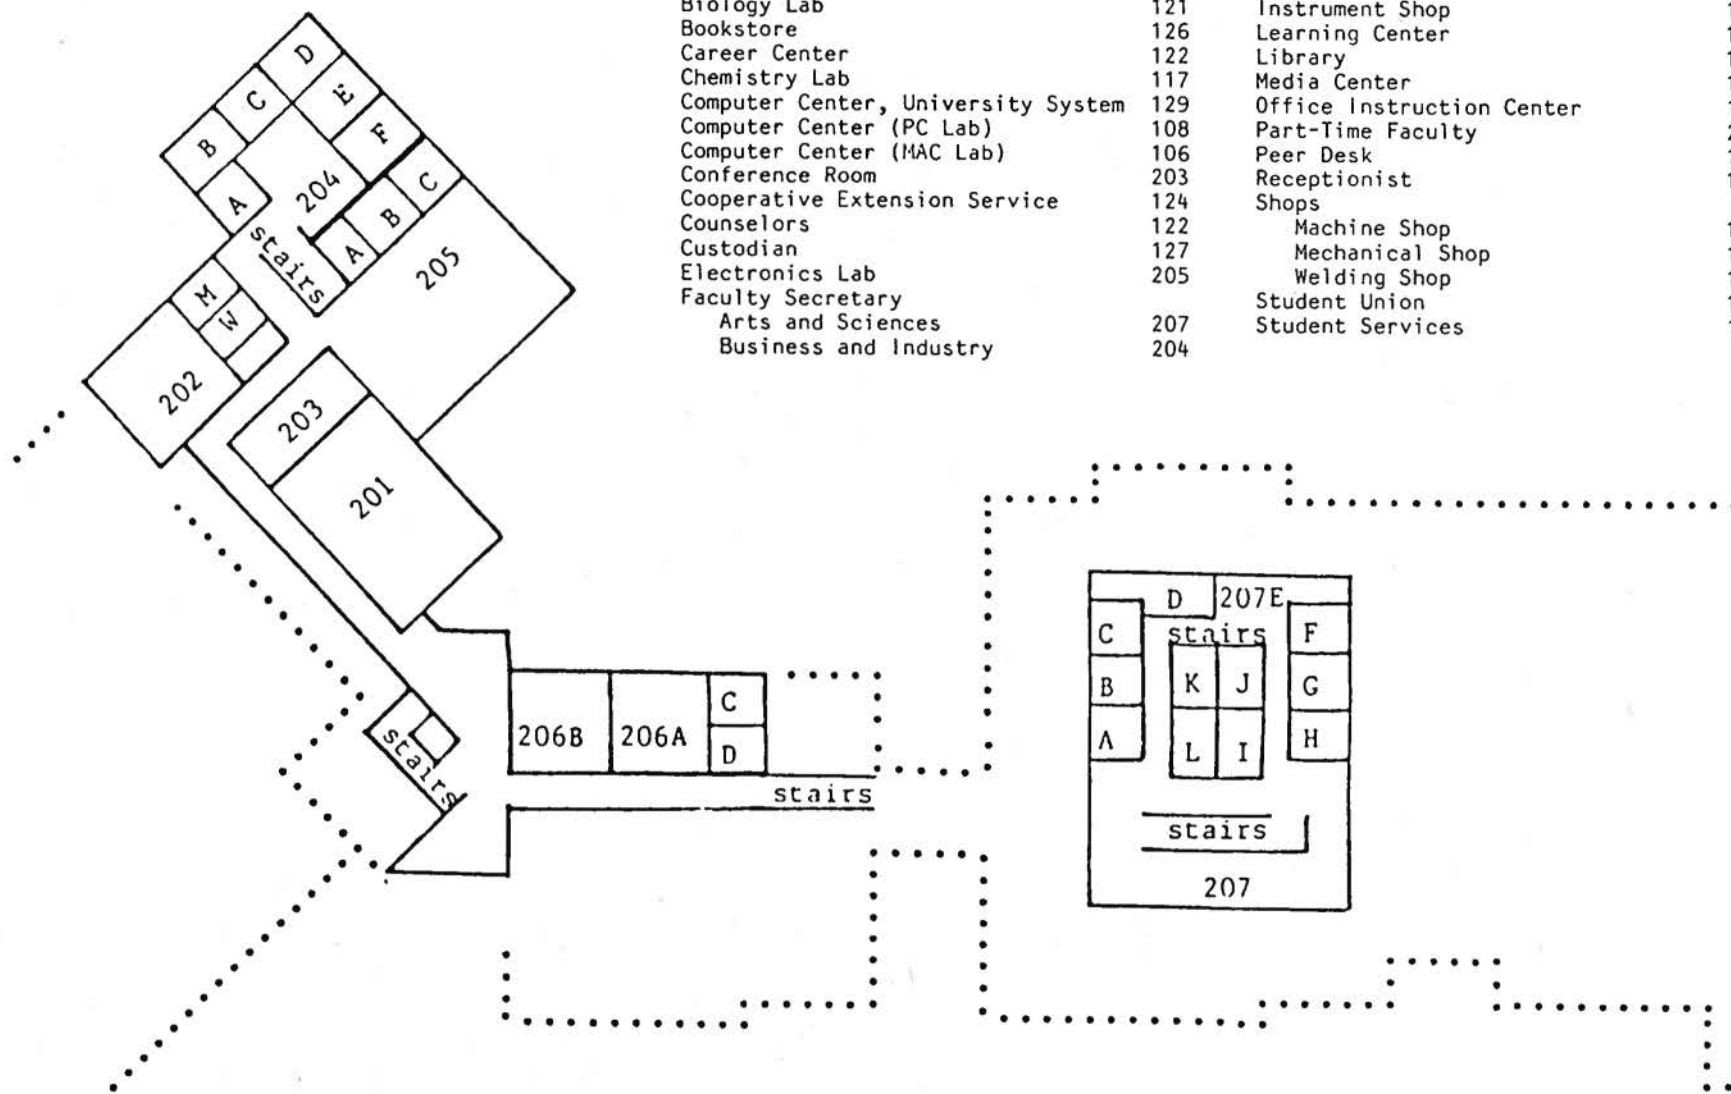 Biology Lab 121
Bookstore 126
Career Center 122
Chemistry Lab 117
Computer Center, University System 129
Computer Center (PC Lab) 108
Computer Center (MAC Lab) 106
Conference Room 203
Cooperative Extension Service 124
Counselors 122
Custodian 127
Electronics Lab 205
Faculty Secretary
Arts and Sciences 207
Business and Industry 204
Instrument Shop
Learning Center
Library
Media Center
Office Instruction Center
Part-Time Faculty
Peer Desk
Receptionist
Shops
Machine Shop
Mechanical Shop
Welding Shop
Student Union
Student Services
D
C
E
B
F
A
204
C
B
A
stairs
205
M
W
202
203
201
206B
206A
C
D
stairs
stairs
D
207E
C
stairs
F
B
K
J
G
A
L
I
H
stairs
207